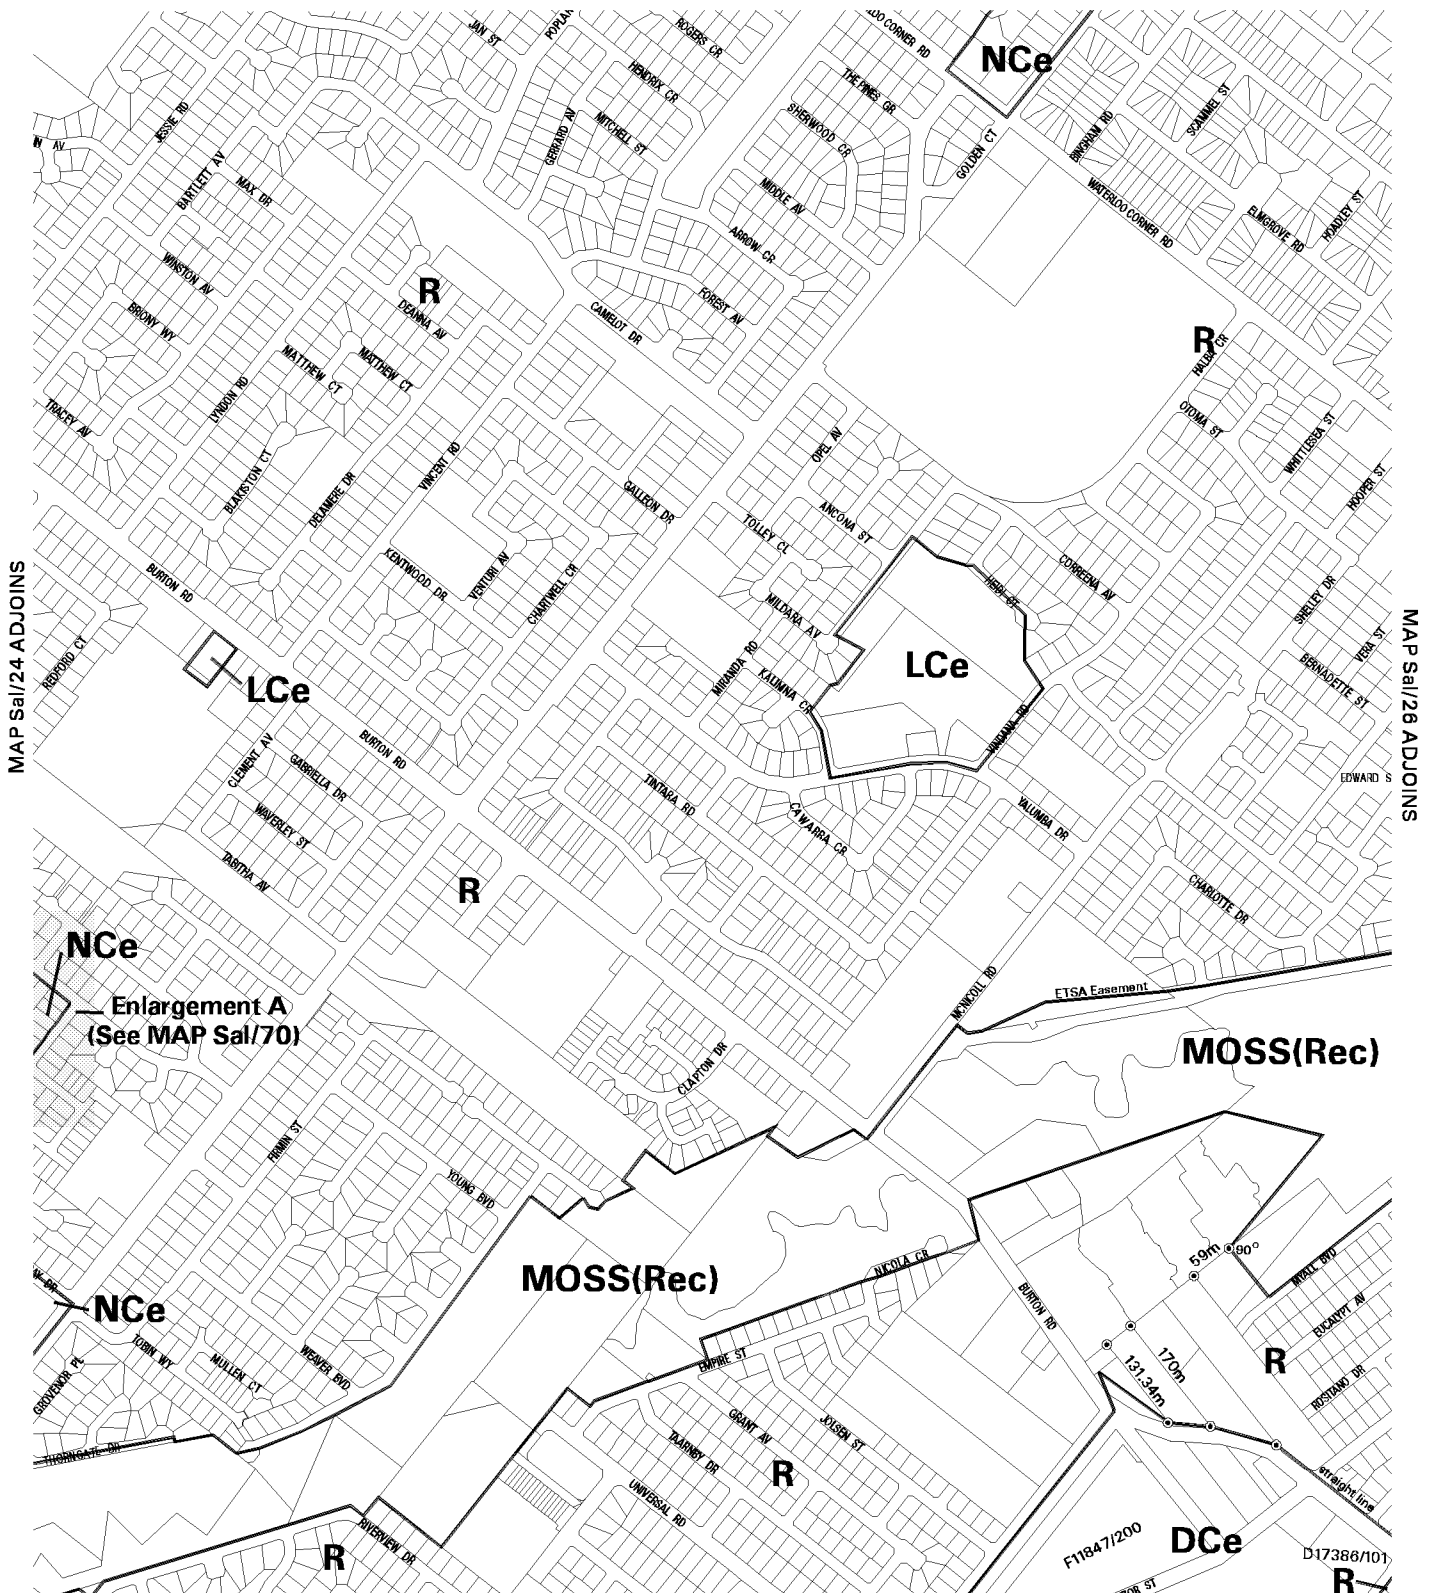 JAN ST
ROGERS CR
HENDRIX CR
MITCHELL ST
GERRARD AV
THE PINES GR
SHERWOOD CR
NCe
GOLDEN CT
BINGHAM RD
SCAMMEL ST
JESSIE RD
BARTLETT AV
MAX DR
MIDDLE AV
ARROW CR
WATERLOO CORNER RD
ELMGROVE RD
HOADLEY ST
WINSTON AV
BRIONY WY
R
DEANNA AV
CAMELOT DR
FOREST AV
R
HALBA CR
MATTHEW CT
MATTHEW CT
TRACEY AV
LYNDON RD
OTOMA ST
WHITTLESEA ST
HOOPER ST
BLAKISTON CT
DELAMERE DR
VINCENT RD
OPEL AV
GALLEON DR
ANCONA ST
TOLLEY CL
MAP Sal/24 ADJOINS
BURTON RD
KENTWOOD DR
VENTURI AV
CHARTWELL CR
MILDARA AV
HEIDI CT
CORREENA AV
SHELLEY DR
VERA ST
BERNADETTE ST
MAP Sal/26 ADJOINS
REDFORD CT
LCe
MIRANDA RD
KALIMNA CR
LCe
VINDANA RD
EDWARD S
CLEMENT AV
GABRIELLA DR
BURTON RD
WAVERLEY ST
TABITHA AV
TINTARA RD
CAWARRA CR
YALUMBA DR
CHARLOTTE DR
R
NCe
Enlargement A
(See MAP Sal/70)
MCNICOLL RD
ETSA Easement
MOSS(Rec)
CLAPTON DR
FIRMIN ST
YOUNG BVD
MOSS(Rec)
NICOLA CR
BURTON RD
59m
90°
MYALL BVD
EUCALYPT AV
R
ROSITANO DR
170m
131.34m
NCe
GROVENOR PL
TOBIN WY
MULLEN CT
WEAVER BVD
EMPIRE ST
THORNGATE DR
GRANT AV
JOLSEN ST
TAARNBY DR
R
UNIVERSAL RD
straight line
RIVERVIEW DR
R
F11847/200
DCe
D17386/101
R